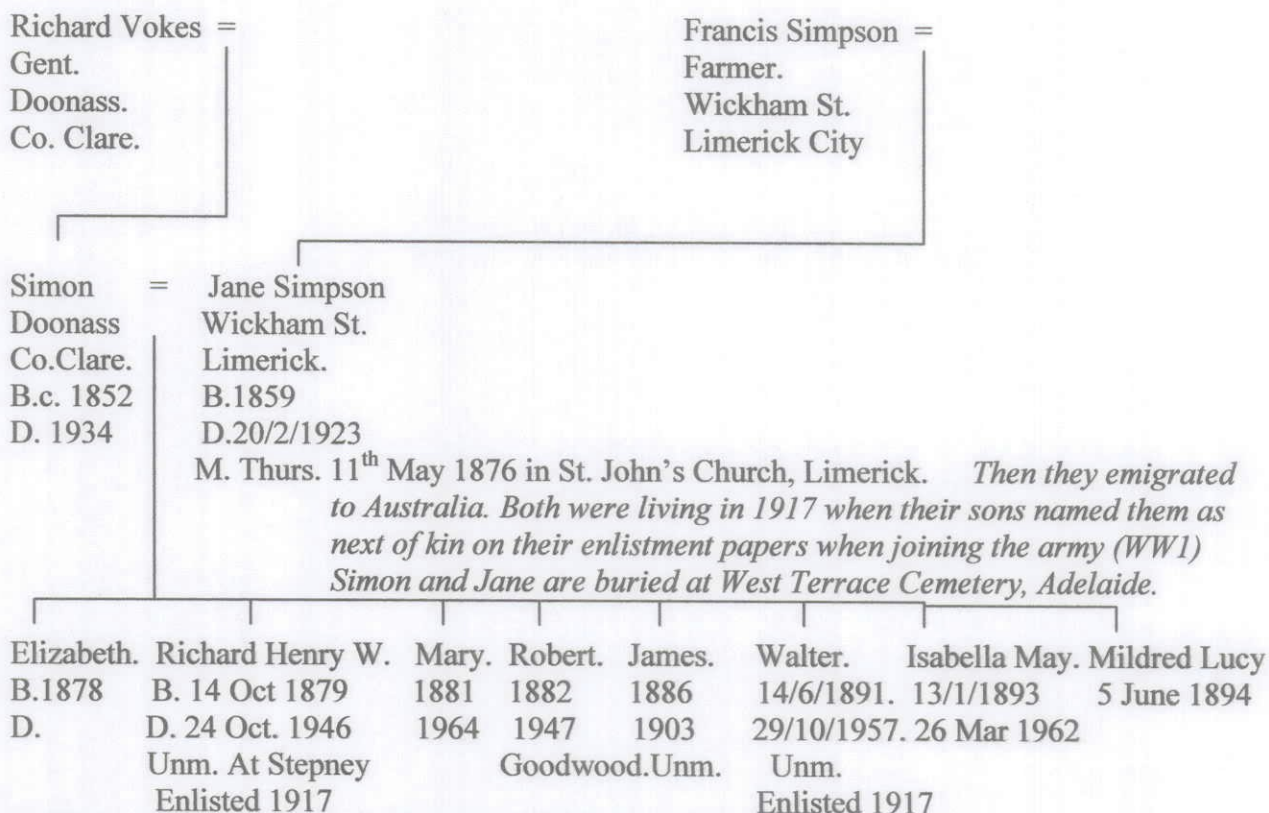 Richard Vokes =
Gent.
Doonass.
Co. Clare.
Francis Simpson =
Farmer.
Wickham St.
Limerick City
Simon = Jane Simpson
Doonass Wickham St.
Co.Clare. Limerick.
B.c. 1852 B.1859
D. 1934 D.20/2/1923
M. Thurs. 11th May 1876 in St. John's Church, Limerick. Then they emigrated
to Australia. Both were living in 1917 when their sons named them as
next of kin on their enlistment papers when joining the army (WW1)
Simon and Jane are buried at West Terrace Cemetery, Adelaide.
Elizabeth. Richard Henry W. Mary. Robert. James. Walter. Isabella May. Mildred Lucy
B.1878 B. 14 Oct 1879 1881 1882 1886 14/6/1891. 13/1/1893 5 June 1894
D. D. 24 Oct. 1946 1964 1947 1903 29/10/1957. 26 Mar 1962
Unm. At Stepney Goodwood.Unm. Unm.
Enlisted 1917 Enlisted 1917